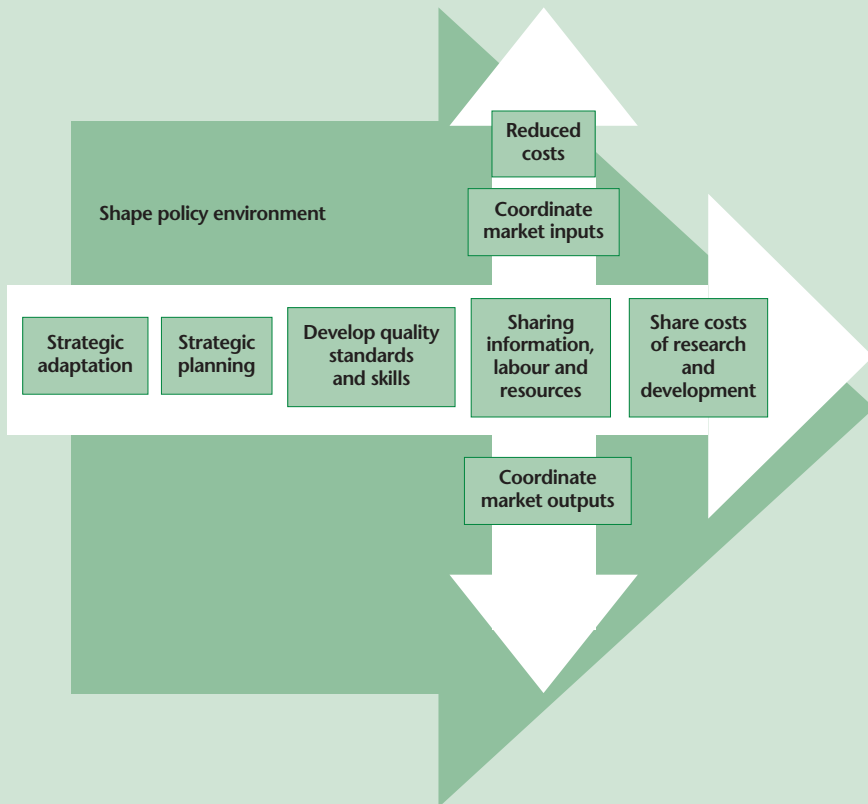 Reduced
costs
Shape policy environment
Coordinate
market inputs
Strategic
adaptation
Strategic
planning
Develop quality
standards
and skills
Sharing
information,
labour and
resources
Share costs
of research
and
development
Coordinate
market outputs